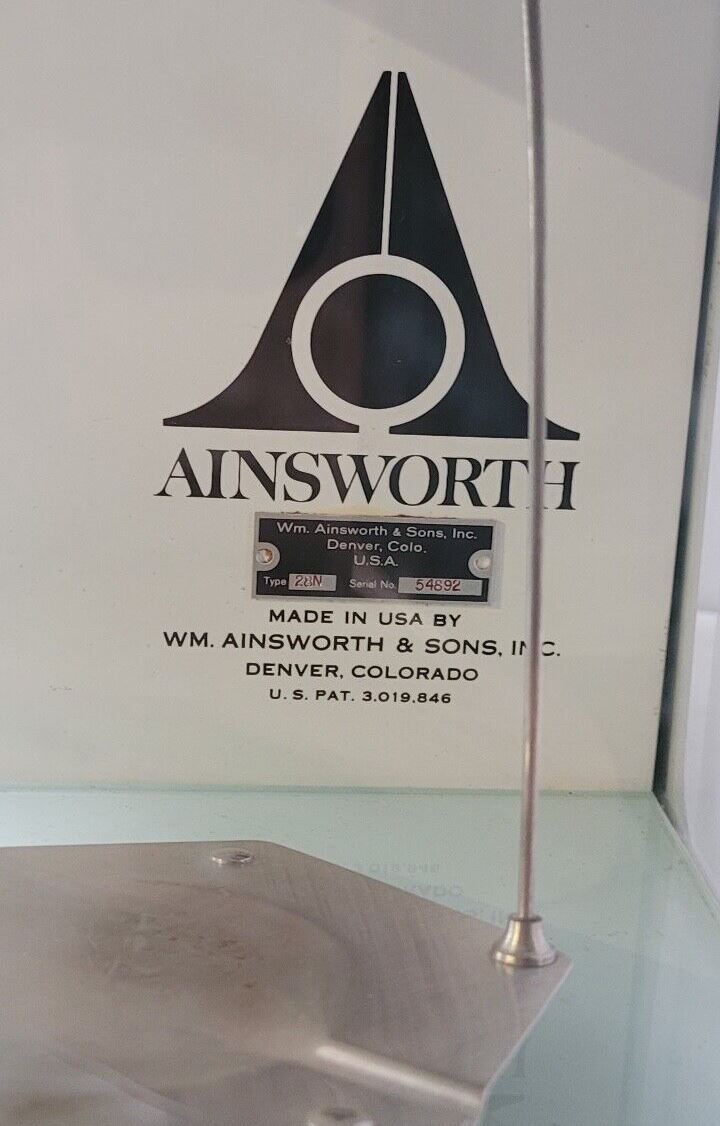 AINSWORTH
Wm. Ainsworth & Sons, Inc.
Denver, Colo.
U.S.A.
Type 28N Serial No. 54892
MADE IN USA BY
WM. AINSWORTH & SONS, INC.
DENVER, COLORADO
U. S. PAT. 3.019.846